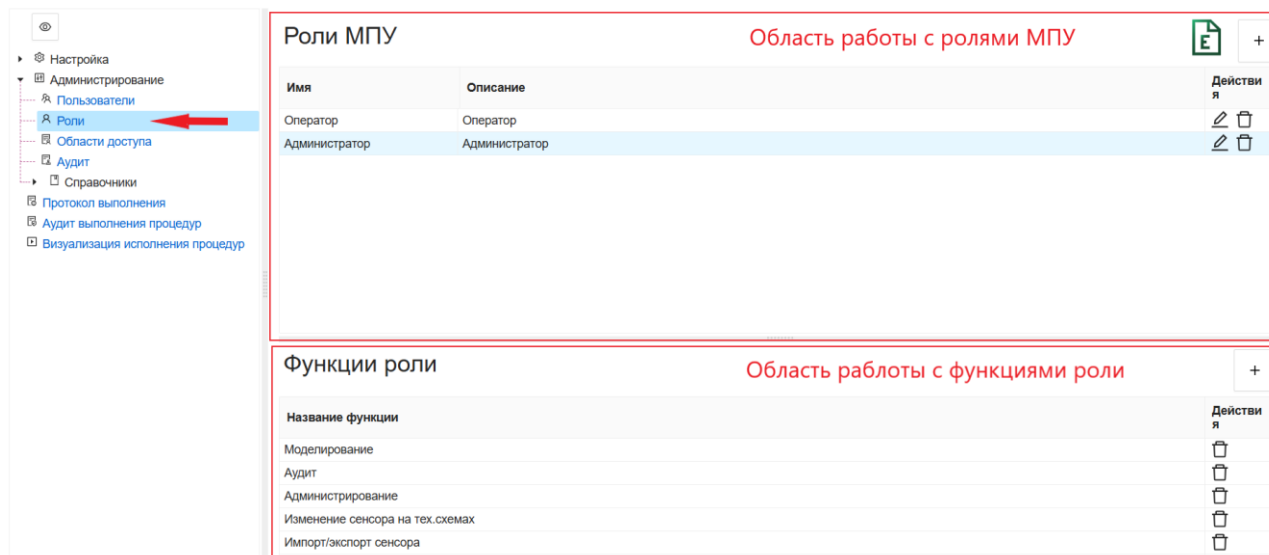 Настройка
Администрирование
Пользователи
Роли
Области доступа
Аудит
Справочники
Протокол выполнения
Аудит выполнения процедур
Визуализация исполнения процедур
Роли МПУ
Область работы с ролями МПУ
E
+
Имя Описание Действи
я
Оператор Оператор
Администратор Администратор
Функции роли
Область раблоты с функциями роли
+
Название функции Действи
я
Моделирование
Аудит
Администрирование
Изменение сенсора на тех.схемах
Импорт/экспорт сенсора